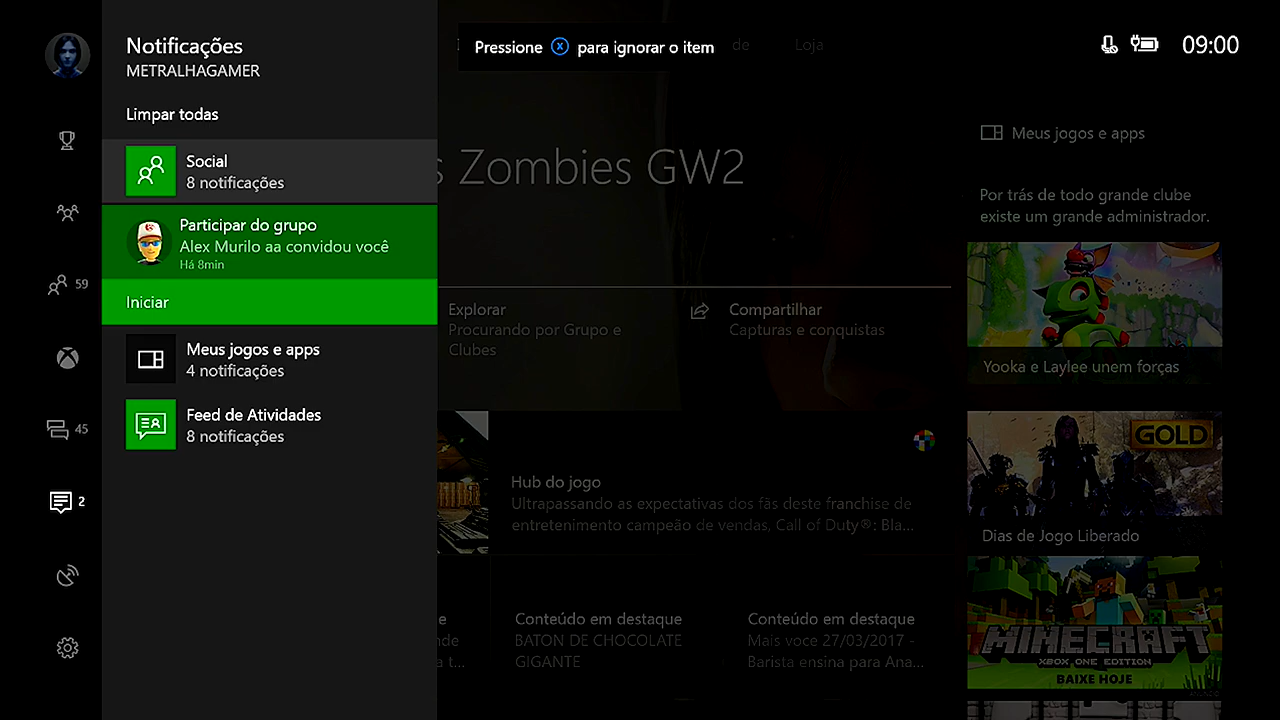 Notificações
METRALHAGAMER
Limpar todas
Social
8 notificações
Participar do grupo
Alex Murilo aa convidou você
Há 8min
Iniciar
Meus jogos e apps
4 notificações
Feed de Atividades
8 notificações
59
45
2
Pressione X para ignorar o item
de
Loja
09:00
s Zombies GW2
Explorar
Procurando por Grupo e
Clubes
Compartilhar
Capturas e conquistas
Hub do jogo
Ultrapassando as expectativas dos fãs deste franchise de
entretenimento campeão de vendas, Call of Duty®: Bla...
e
nde
a t...
Conteúdo em destaque
BATON DE CHOCOLATE
GIGANTE
Conteúdo em destaque
Mais voce 27/03/2017 -
Barista ensina para Ana...
Meus jogos e apps
Por trás de todo grande clube
existe um grande administrador.
Yooka e Laylee unem forças
GOLD
Dias de Jogo Liberado
MINECRAFT
XBOX ONE EDITION
BAIXE HOJE
ANÚNCIO